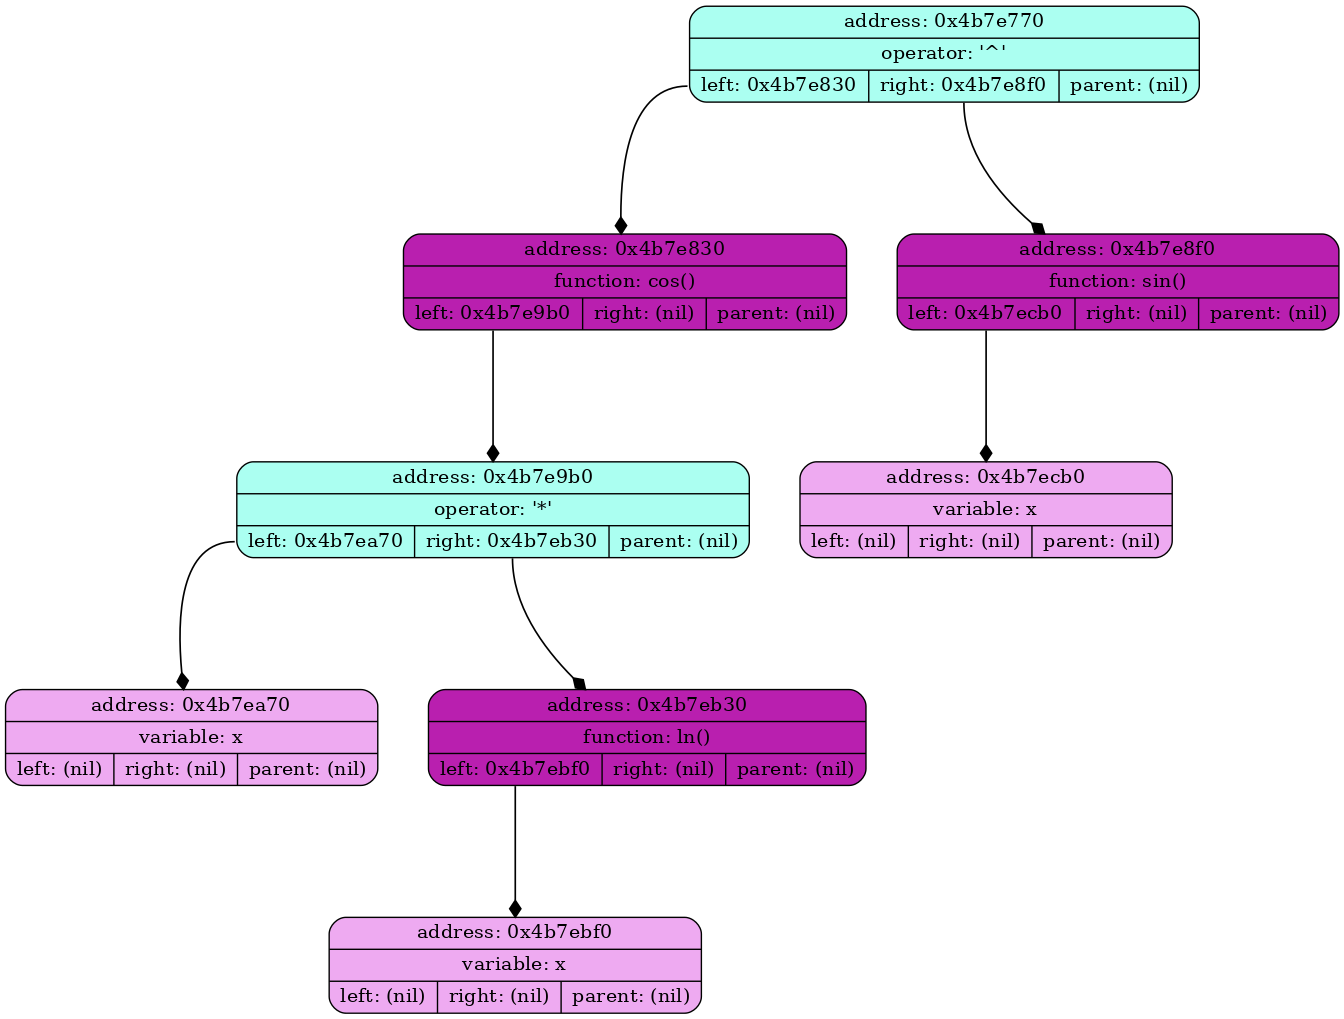 address: 0x4b7e770
operator: '^'
left: 0x4b7e830 right: 0x4b7e8f0 parent: (nil)
address: 0x4b7e830
function: cos()
left: 0x4b7e9b0 right: (nil) parent: (nil)
address: 0x4b7e8f0
function: sin()
left: 0x4b7ecb0 right: (nil) parent: (nil)
address: 0x4b7e9b0
operator: '*'
left: 0x4b7ea70 right: 0x4b7eb30 parent: (nil)
address: 0x4b7ecb0
variable: x
left: (nil) right: (nil) parent: (nil)
address: 0x4b7ea70
variable: x
left: (nil) right: (nil) parent: (nil)
address: 0x4b7eb30
function: ln()
left: 0x4b7ebf0 right: (nil) parent: (nil)
address: 0x4b7ebf0
variable: x
left: (nil) right: (nil) parent: (nil)